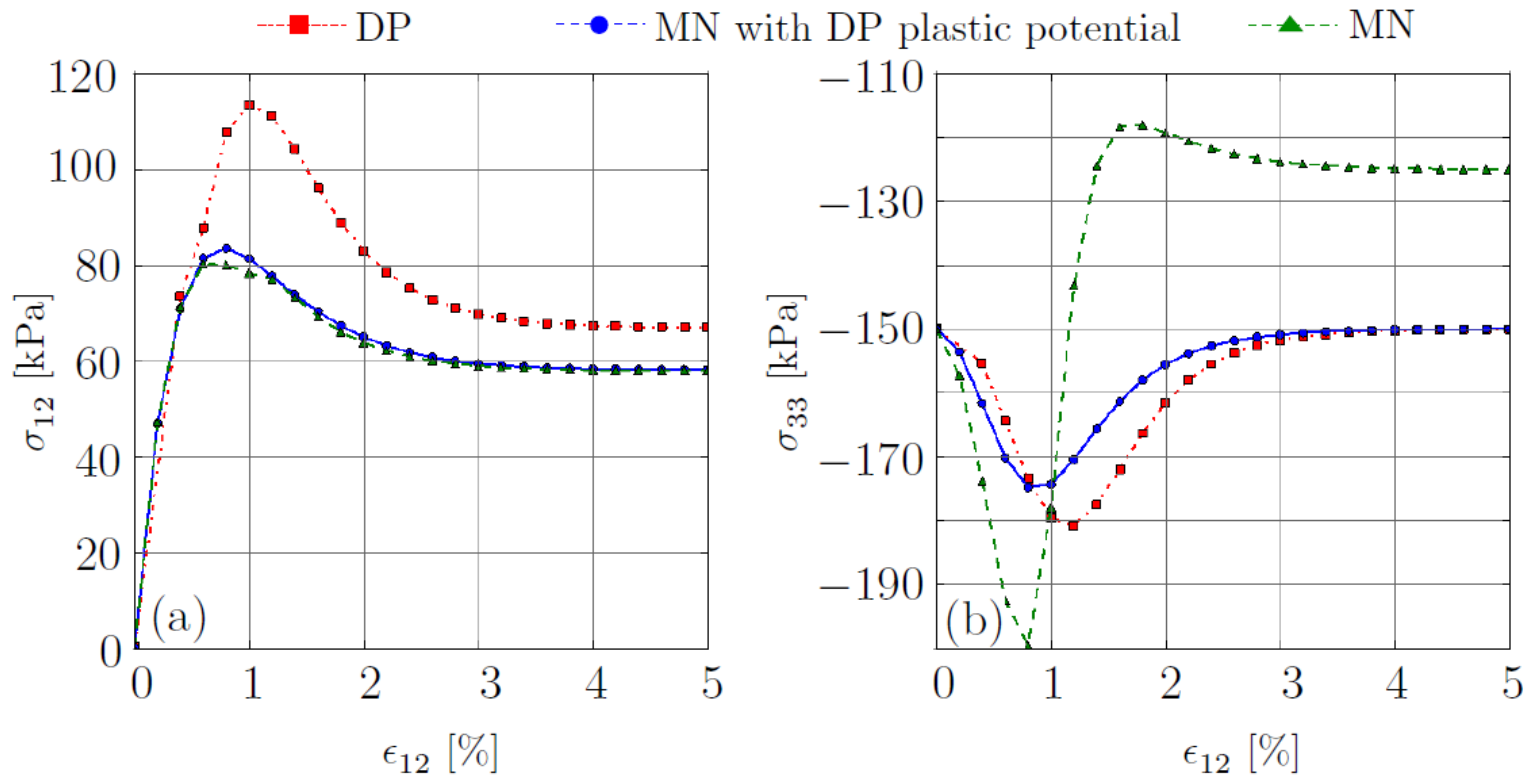 DP MN with DP plastic potential MN
120
100
80
60
40
20
0
σ12 [kPa]
(a)
0 1 2 3 4 5
ϵ12 [%]
−110
−130
−150
−170
−190
σ33 [kPa]
(b)
0 1 2 3 4 5
ϵ12 [%]